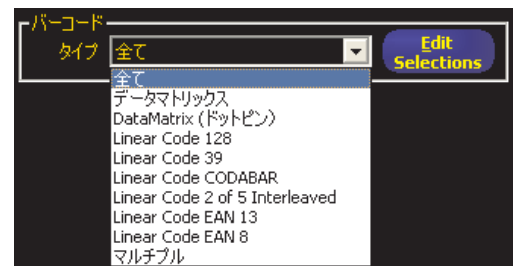 バーコード
タイプ 全て Edit Selections
全て
データマトリックス
DataMatrix (ドットピン)
Linear Code 128
Linear Code 39
Linear Code CODABAR
Linear Code 2 of 5 Interleaved
Linear Code EAN 13
Linear Code EAN 8
マルチプル